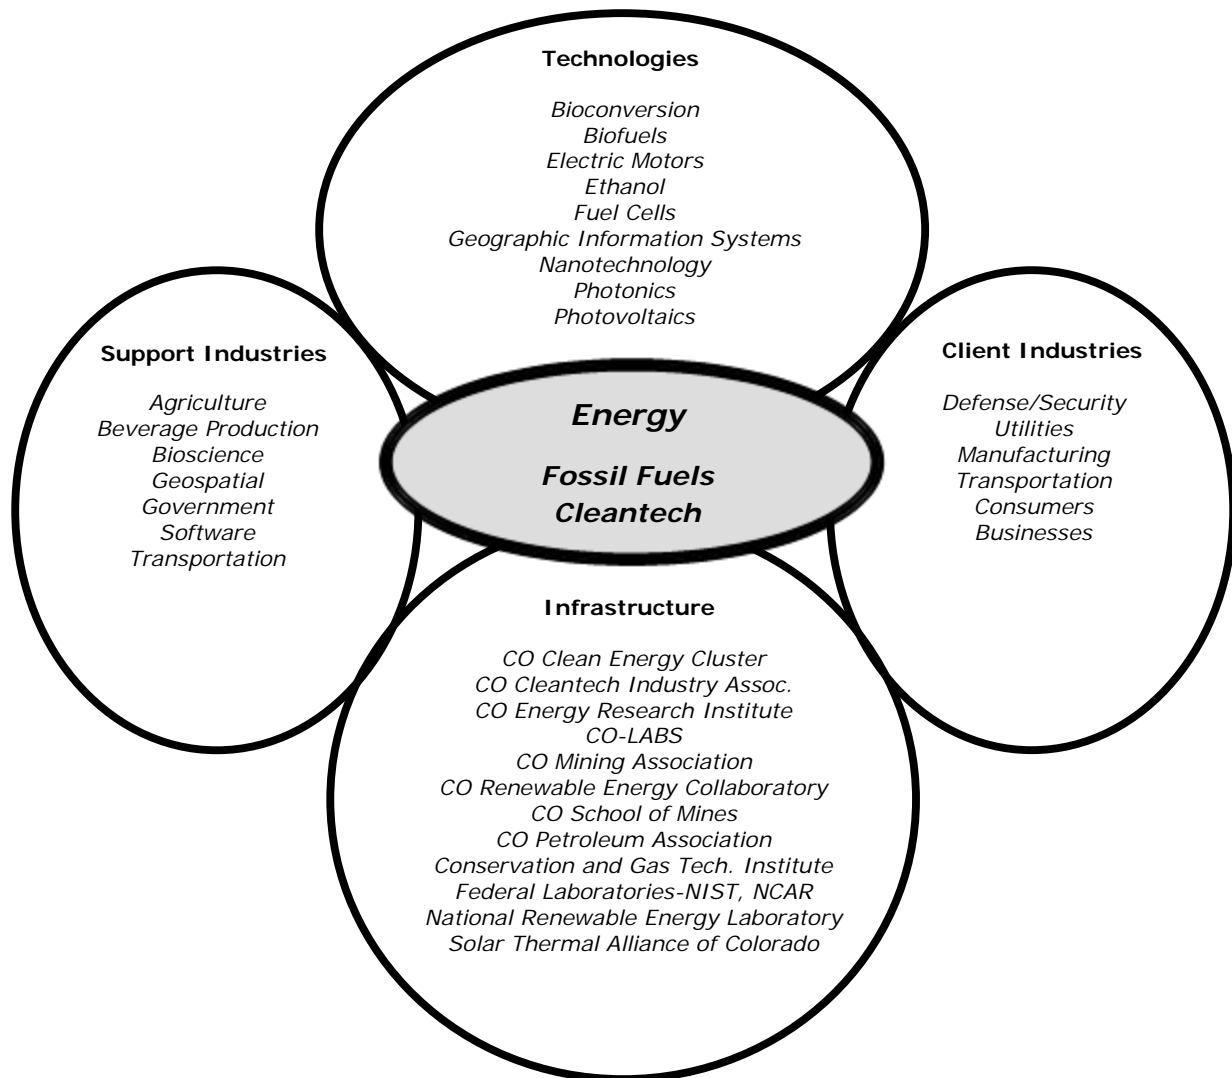 Technologies
Bioconversion
Biofuels
Electric Motors
Ethanol
Fuel Cells
Geographic Information Systems
Nanotechnology
Photonics
Photovoltaics
Support Industries
Agriculture
Beverage Production
Bioscience
Geospatial
Government
Software
Transportation
Energy
Fossil Fuels
Cleantech
Client Industries
Defense/Security
Utilities
Manufacturing
Transportation
Consumers
Businesses
Infrastructure
CO Clean Energy Cluster
CO Cleantech Industry Assoc.
CO Energy Research Institute
CO-LABS
CO Mining Association
CO Renewable Energy Collaboratory
CO School of Mines
CO Petroleum Association
Conservation and Gas Tech. Institute
Federal Laboratories-NIST, NCAR
National Renewable Energy Laboratory
Solar Thermal Alliance of Colorado